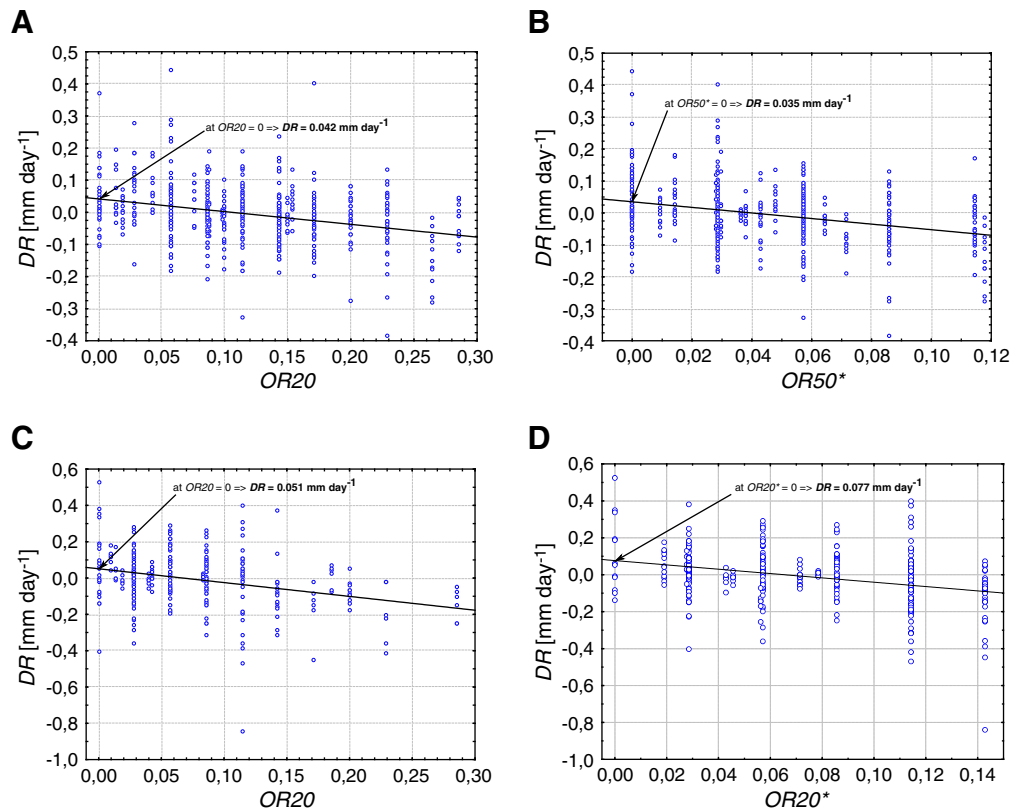 A
B
0,5
0,4
0,3
0,2
0,1
0,0
-0,1
-0,2
-0,3
-0,4
DR [mm day-1]
at OR20 = 0 => DR = 0.042 mm day-1
0,00 0,05 0,10 0,15 0,20 0,25 0,30
OR20
0,5
0,4
0,3
0,2
0,1
0,0
-0,1
-0,2
-0,3
-0,4
DR [mm day-1]
at OR50* = 0 => DR = 0.035 mm day-1
0,00 0,02 0,04 0,06 0,08 0,10 0,12
OR50*
C
D
0,6
0,4
0,2
0,0
-0,2
-0,4
-0,6
-0,8
-1,0
DR [mm day-1]
at OR20 = 0 => DR = 0.051 mm day-1
0,00 0,05 0,10 0,15 0,20 0,25 0,30
OR20
0,6
0,4
0,2
0,0
-0,2
-0,4
-0,6
-0,8
-1,0
DR [mm day-1]
at OR20* = 0 => DR = 0.077 mm day-1
0,00 0,02 0,04 0,06 0,08 0,10 0,12 0,14
OR20*